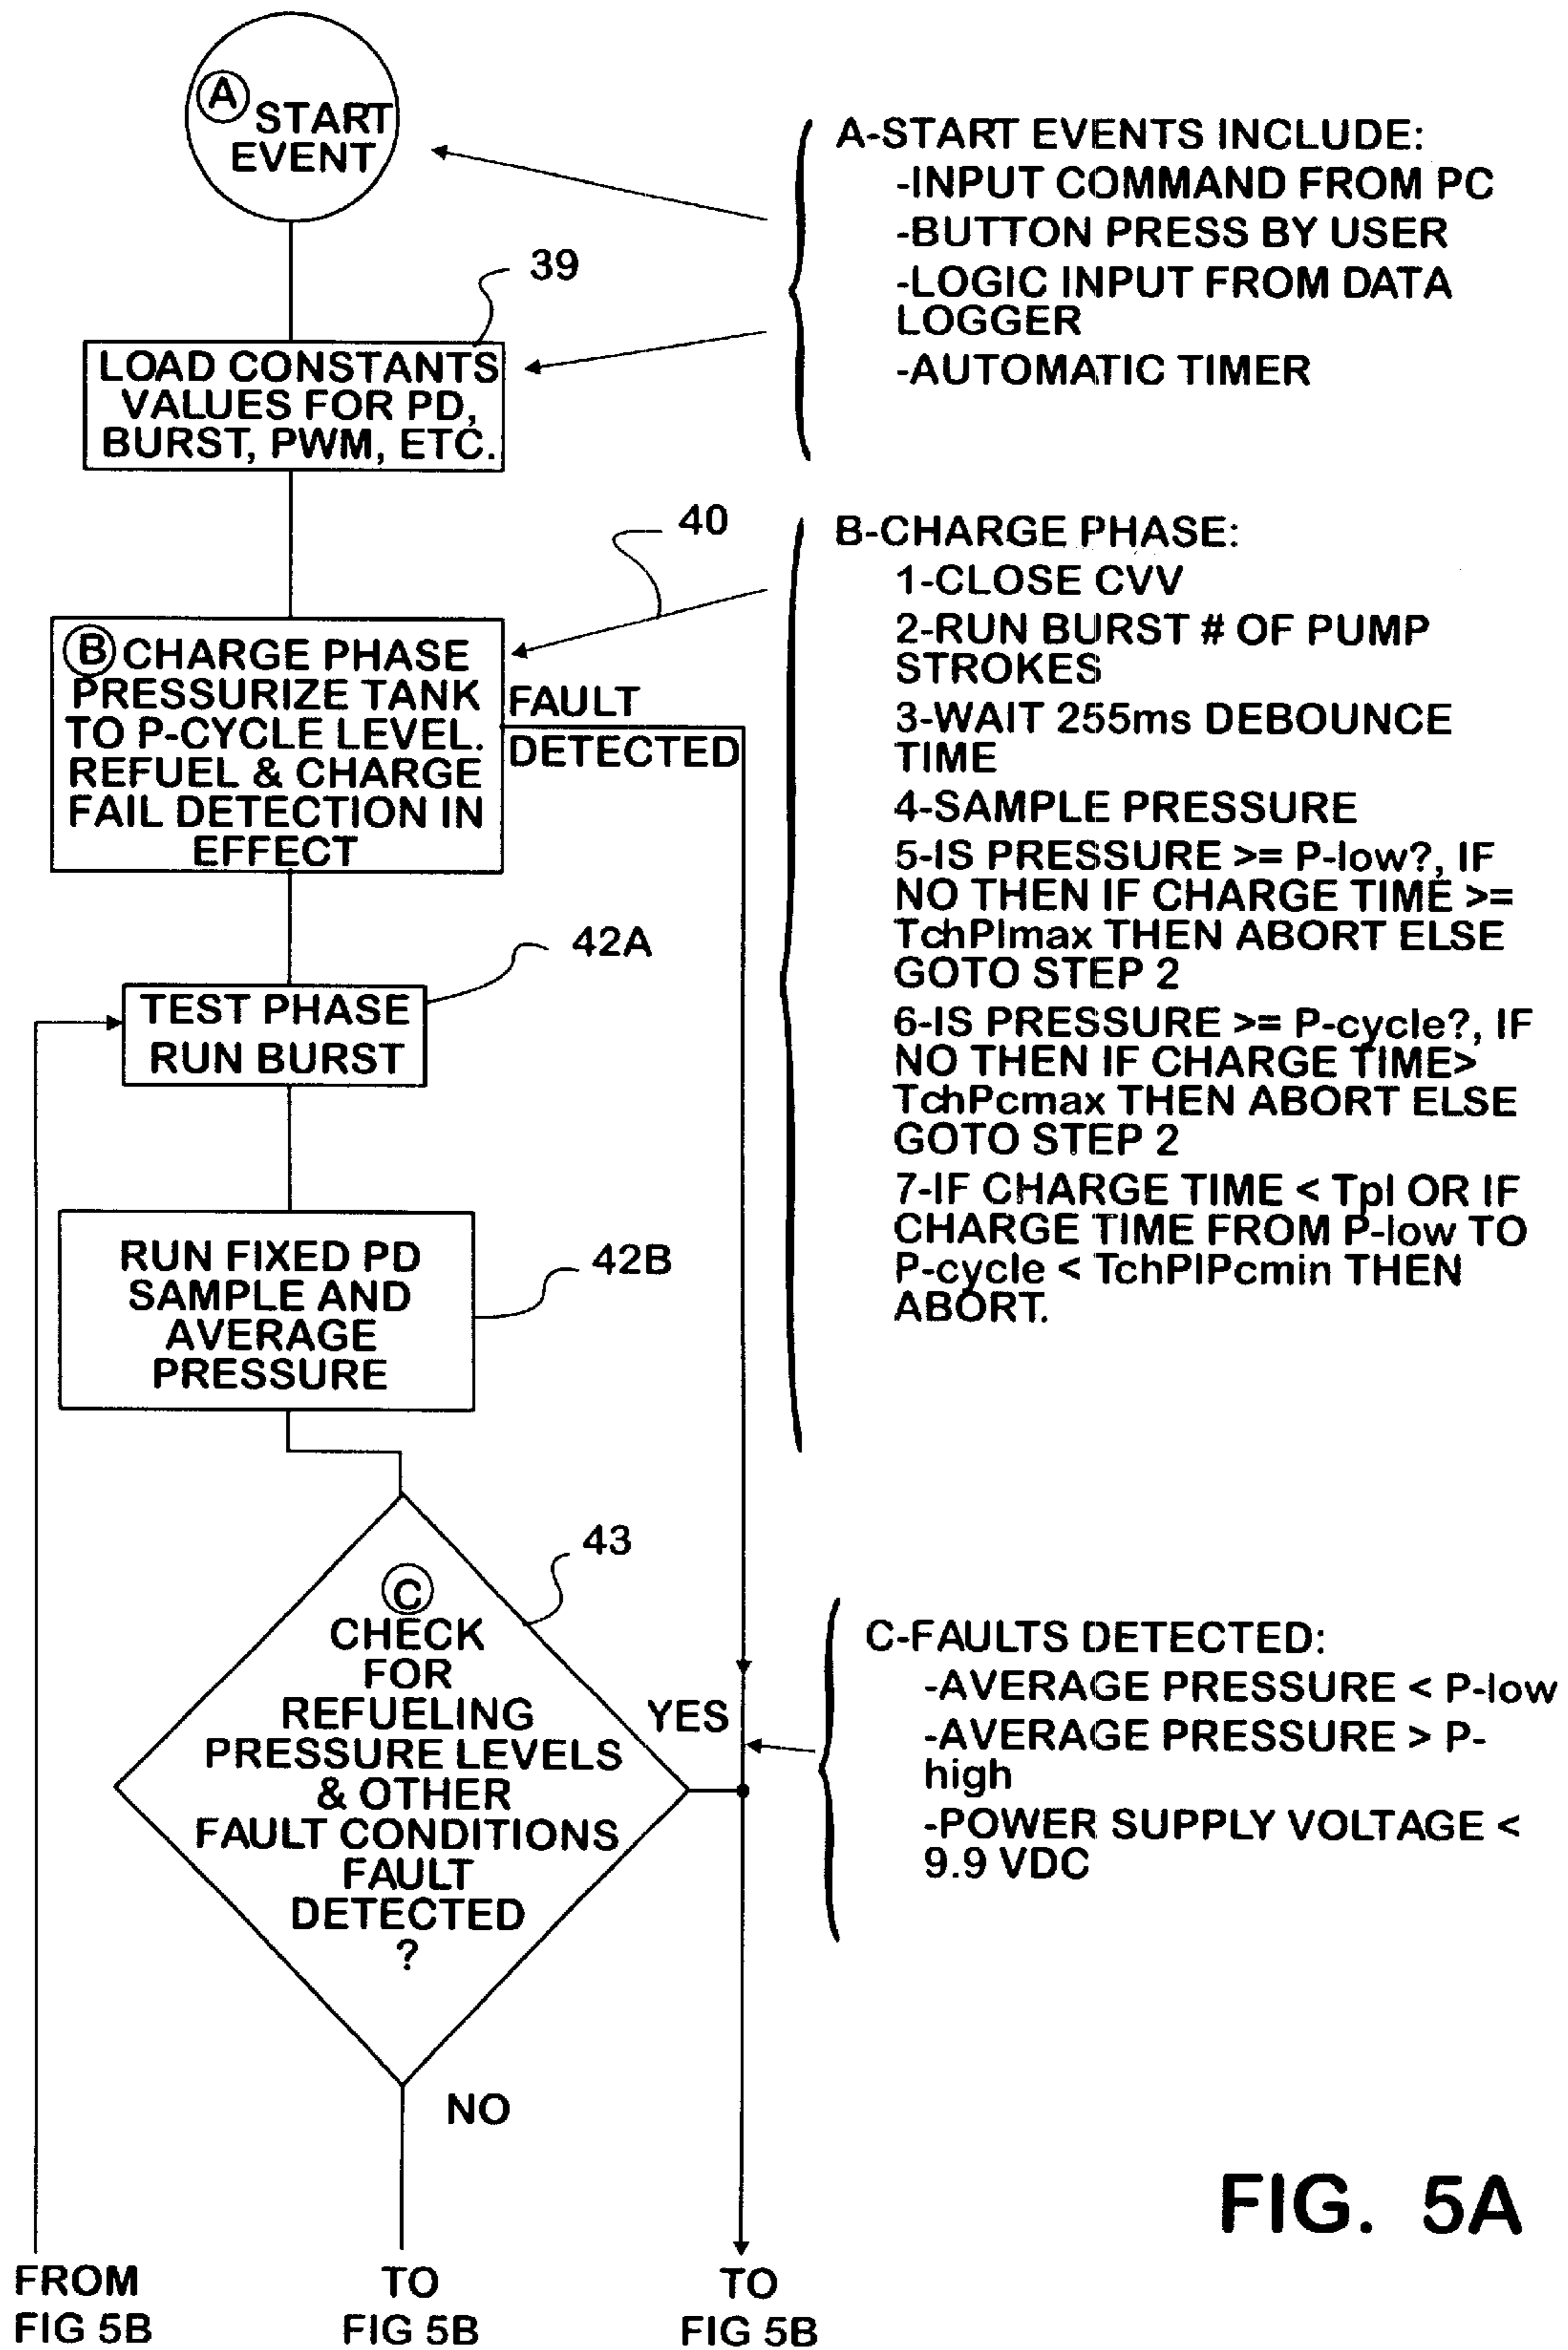 A
START
EVENT
39
LOAD CONSTANTS
VALUES FOR PD,
BURST, PWM, ETC.
40
B CHARGE PHASE
PRESSURIZE TANK
TO P-CYCLE LEVEL.
REFUEL & CHARGE
FAIL DETECTION IN
EFFECT
FAULT
DETECTED
42A
TEST PHASE
RUN BURST
42B
RUN FIXED PD
SAMPLE AND
AVERAGE
PRESSURE
43
C
CHECK
FOR
REFUELING
PRESSURE LEVELS
& OTHER
FAULT CONDITIONS
FAULT
DETECTED
?
YES
NO
A-START EVENTS INCLUDE:
-INPUT COMMAND FROM PC
-BUTTON PRESS BY USER
-LOGIC INPUT FROM DATA
LOGGER
-AUTOMATIC TIMER
B-CHARGE PHASE:
1-CLOSE CVV
2-RUN BURST # OF PUMP
STROKES
3-WAIT 255ms DEBOUNCE
TIME
4-SAMPLE PRESSURE
5-IS PRESSURE >= P-low?, IF
NO THEN IF CHARGE TIME >=
TchPlmax THEN ABORT ELSE
GOTO STEP 2
6-IS PRESSURE >= P-cycle?, IF
NO THEN IF CHARGE TIME>
TchPcmax THEN ABORT ELSE
GOTO STEP 2
7-IF CHARGE TIME < Tpl OR IF
CHARGE TIME FROM P-low TO
P-cycle < TchPlPcmin THEN
ABORT.
C-FAULTS DETECTED:
-AVERAGE PRESSURE < P-low
-AVERAGE PRESSURE > P-
high
-POWER SUPPLY VOLTAGE <
9.9 VDC
FROM
FIG 5B
TO
FIG 5B
TO
FIG 5B
FIG. 5A